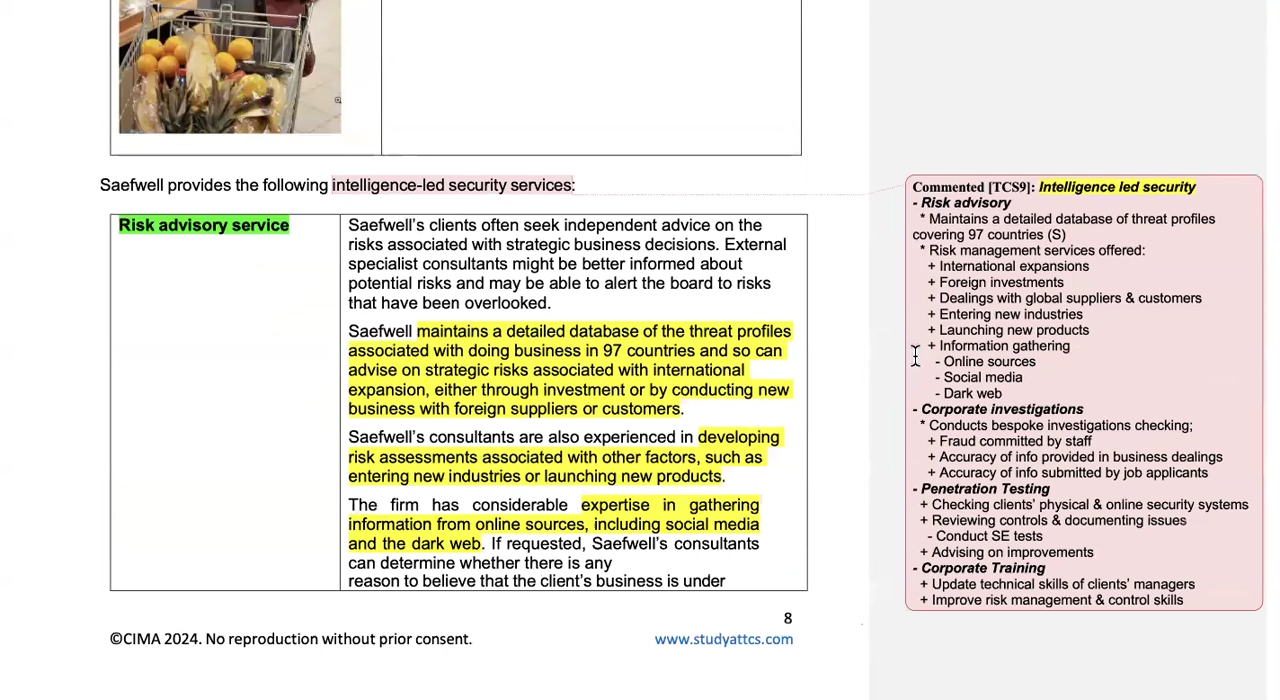 Saefwell provides the following intelligence-led security services:
Risk advisory service
Saefwell's clients often seek independent advice on the
risks associated with strategic business decisions. External
specialist consultants might be better informed about
potential risks and may be able to alert the board to risks
that have been overlooked.
Saefwell maintains a detailed database of the threat profiles
associated with doing business in 97 countries and so can
advise on strategic risks associated with international
expansion, either through investment or by conducting new
business with foreign suppliers or customers.
Saefwell's consultants are also experienced in developing
risk assessments associated with other factors, such as
entering new industries or launching new products.
The firm has considerable expertise in gathering
information from online sources, including social media
and the dark web. If requested, Saefwell's consultants
can determine whether there is any
reason to believe that the client's business is under
8
©CIMA 2024. No reproduction without prior consent.
www.studyattcs.com
Commented [TCS9]: Intelligence led security
- Risk advisory
* Maintains a detailed database of threat profiles
covering 97 countries (S)
* Risk management services offered:
+ International expansions
+ Foreign investments
+ Dealings with global suppliers & customers
+ Entering new industries
+ Launching new products
+ Information gathering
- Online sources
- Social media
- Dark web
- Corporate investigations
* Conducts bespoke investigations checking;
+ Fraud committed by staff
+ Accuracy of info provided in business dealings
+ Accuracy of info submitted by job applicants
- Penetration Testing
+ Checking clients' physical & online security systems
+ Reviewing controls & documenting issues
- Conduct SE tests
+ Advising on improvements
- Corporate Training
+ Update technical skills of clients' managers
+ Improve risk management & control skills